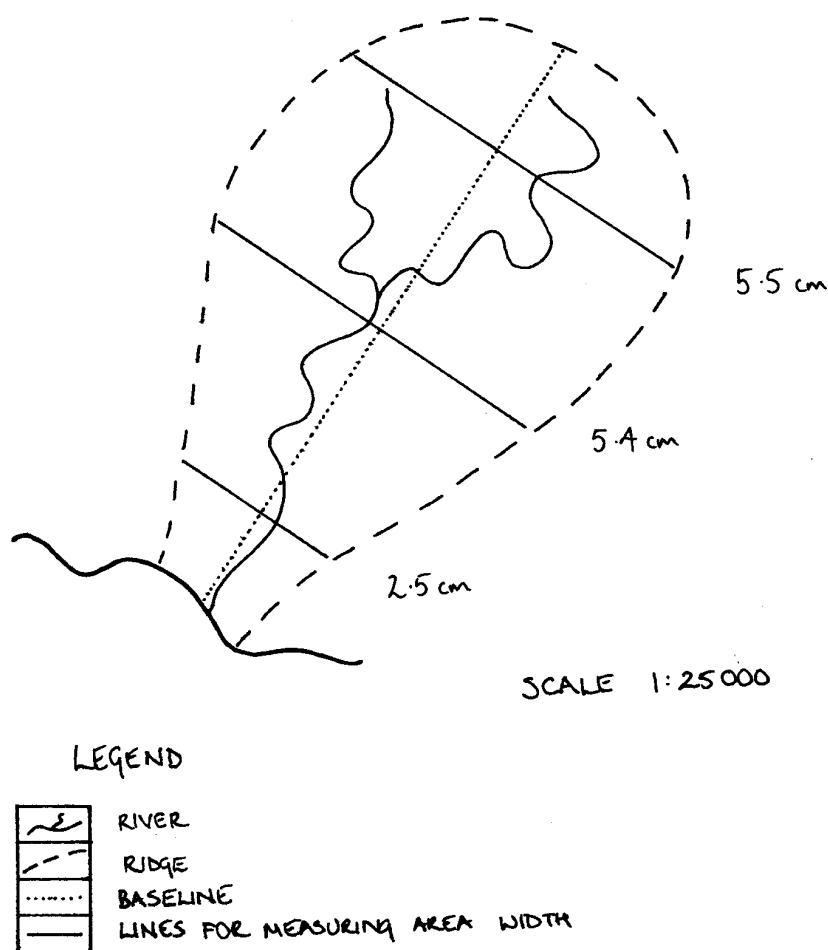 5.5 cm
5.4 cm
2.5 cm
SCALE 1:25000
LEGEND
RIVER
RIDGE
BASELINE
LINES FOR MEASURING AREA WIDTH